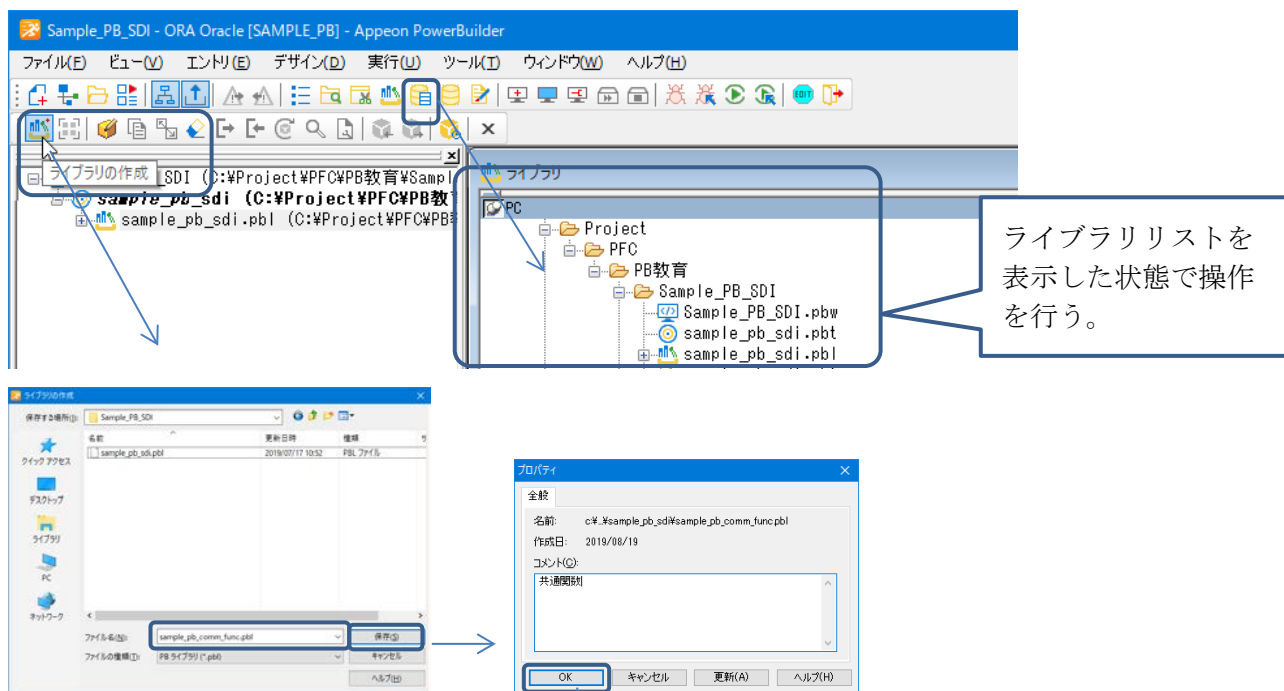 Sample_PB_SDI - ORA Oracle [SAMPLE_PB] - Appeon PowerBuilder
ファイル(F) ビュー(V) エントリ(E) デザイン(D) 実行(U) ツール(T) ウィンドウ(W) ヘルプ(H)
EDIT
ライブラリの作成
_SDI (C:¥Project¥PFC¥PB教育¥Sampl
sample_pb_sdi (C:¥Project¥PFC¥PB教
sample_pb_sdi.pbl (C:¥Project¥PFC¥PB
ライブラリ
PC
Project
PFC
PB教育
Sample_PB_SDI
Sample_PB_SDI.pbw
sample_pb_sdi.pbt
sample_pb_sdi.pbl
ライブラリリストを
表示した状態で操作
を行う。
ライブラリの作成
保存する場所(I): Sample_PB_SDI
名前 更新日時 種類
sample_pb_sdi.pbl 2019/07/17 10:52 PBL ファイル
クイック アクセス
デスクトップ
ライブラリ
PC
ネットワーク
ファイル名(N): sample_pb_comm_func.pbl 保存(S)
ファイルの種類(T): PB ライブラリ (*.pbl) キャンセル
ヘルプ(H)
プロパティ
全般
名前: c¥..¥sample_pb_sdi¥sample_pb_comm_func.pbl
作成日: 2019/08/19
コメント(C):
共通関数
OK キャンセル 更新(A) ヘルプ(H)